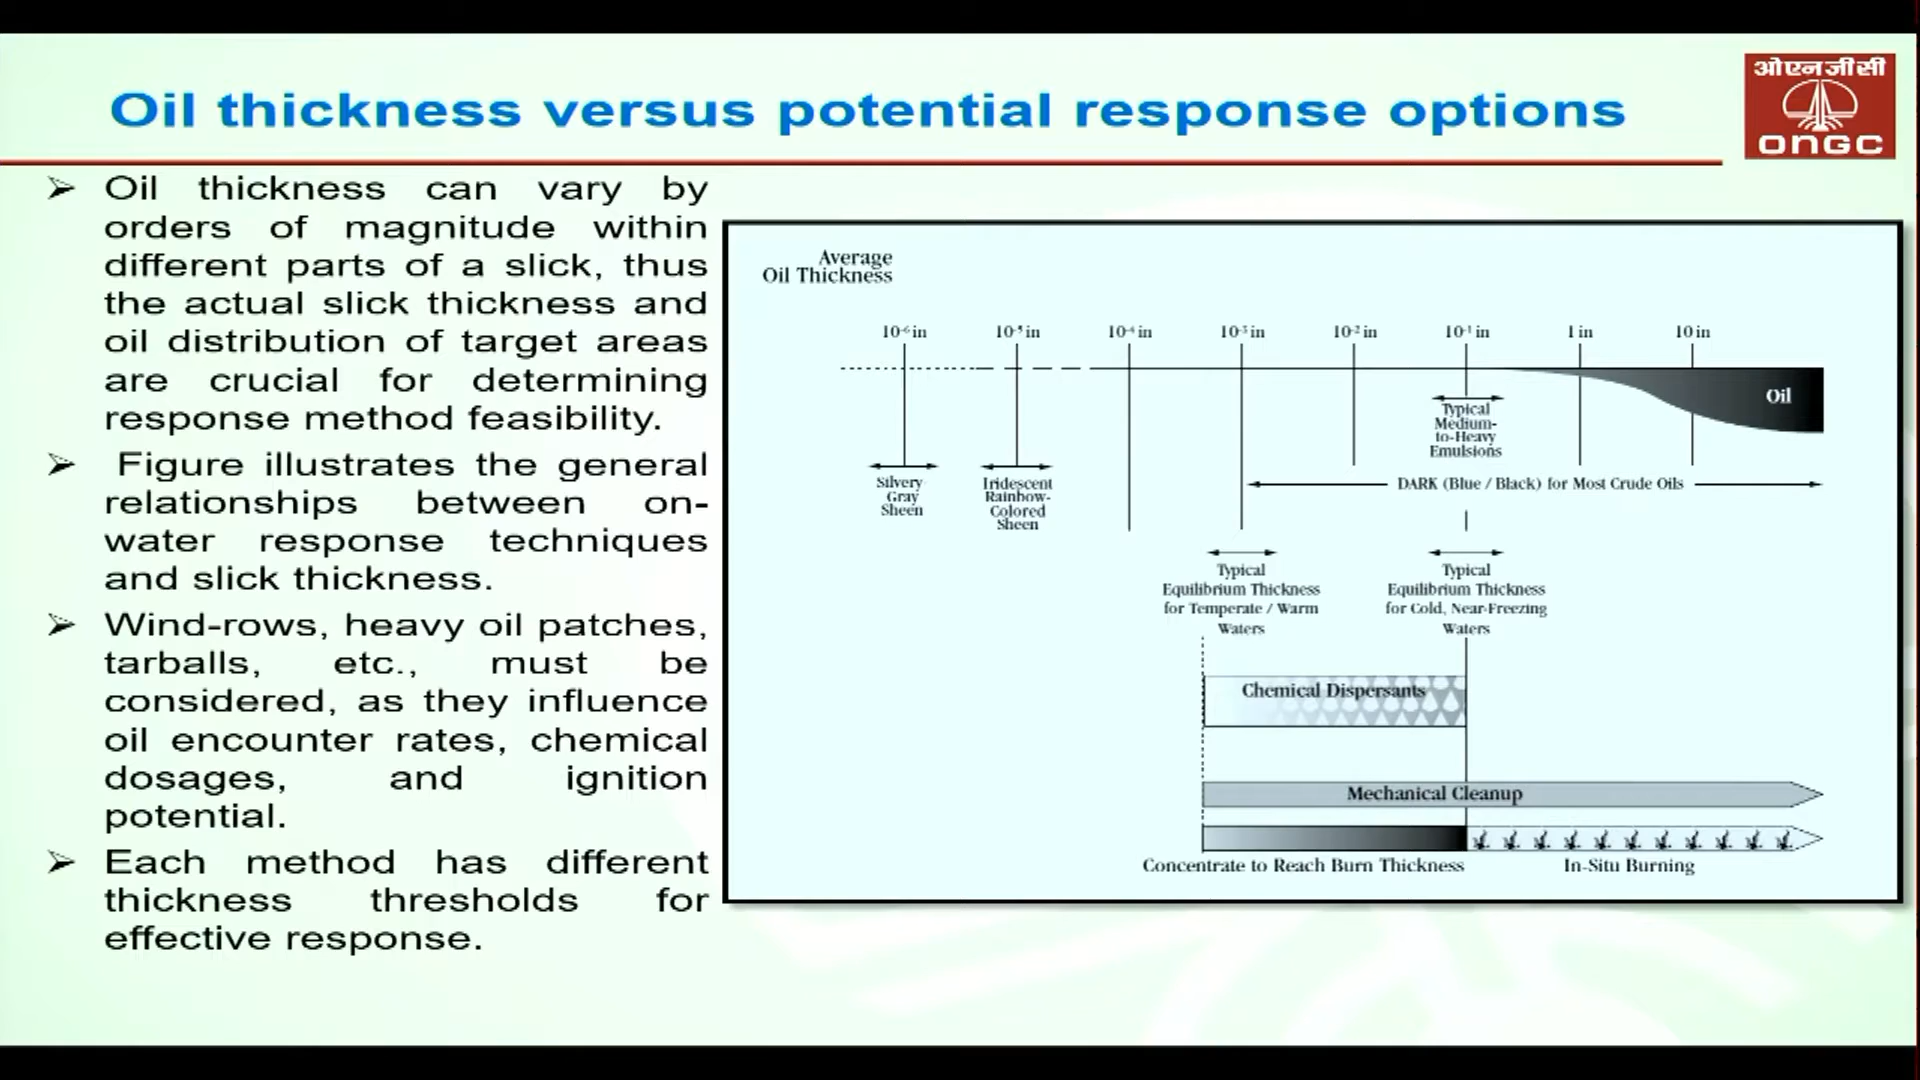 Oil thickness versus potential response options
ओएनजीसी
ONGC
➢ Oil thickness can vary by
orders of magnitude within
different parts of a slick, thus
the actual slick thickness and
oil distribution of target areas
are crucial for determining
response method feasibility.
➢ Figure illustrates the general
relationships between on-
water response techniques
and slick thickness.
➢ Wind-rows, heavy oil patches,
tarballs, etc., must be
considered, as they influence
oil encounter rates, chemical
dosages, and ignition
potential.
➢ Each method has different
thickness thresholds for
effective response.
Average
Oil Thickness
10⁻⁶ in 10⁻⁵ in 10⁻⁴ in 10⁻³ in 10⁻² in 10⁻¹ in 1 in 10 in
Oil
Typical
Medium-
to-Heavy
Emulsions
Silvery
Gray
Sheen
Iridescent
Rainbow-
Colored
Sheen
DARK (Blue / Black) for Most Crude Oils
Typical
Equilibrium Thickness
for Temperate / Warm
Waters
Typical
Equilibrium Thickness
for Cold, Near-Freezing
Waters
Chemical Dispersants
Mechanical Cleanup
Concentrate to Reach Burn Thickness
In-Situ Burning